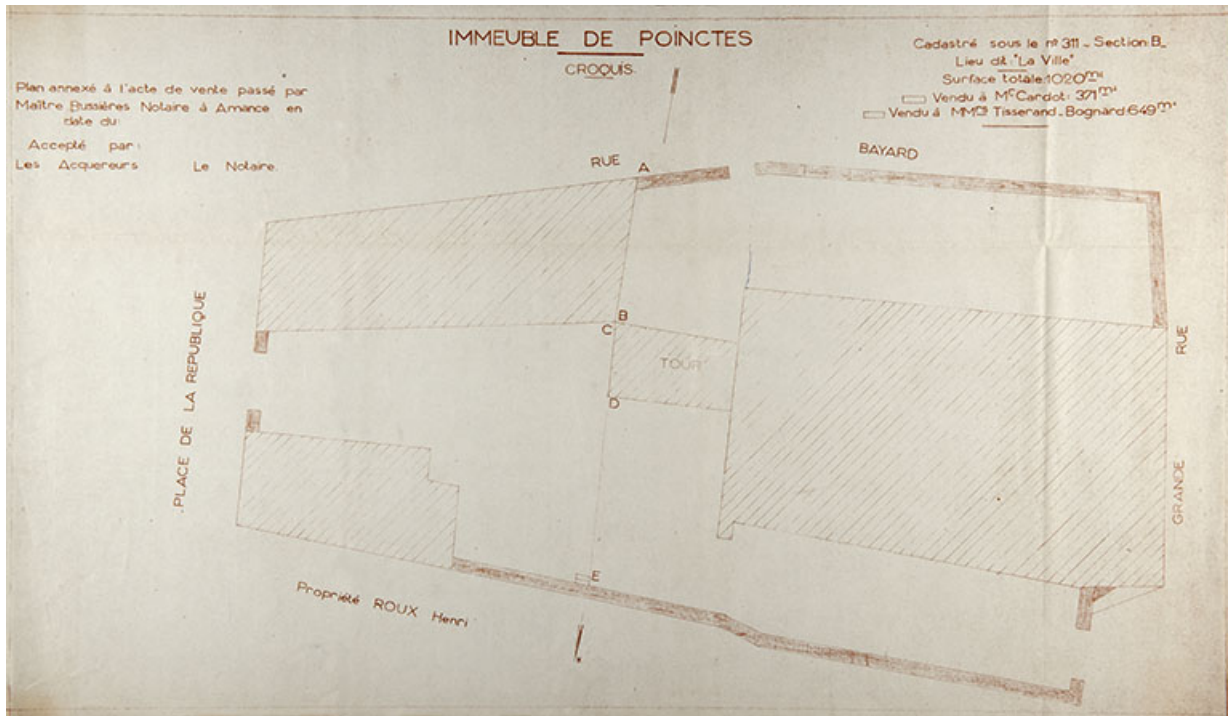 IMMEUBLE DE POINCTES
CROQUIS
Plan annexé à l'acte de vente passé par
Maître Bussières Notaire à Amance en
date du:
Accepté par:
Les Acquereurs Le Notaire.
Cadastré sous le nº 311 - Section B_
Lieu dit "La Ville"
Surface totale: 1020 m²
Vendu à Mʳ Cardot: 371 m²
Vendu à MMʳˢ Tisserand - Bognard: 649 m²
RUE BAYARD
A
B
C
TOUR
D
E
PLACE DE LA REPUBLIQUE
GRANDE RUE
Propriété ROUX Henri